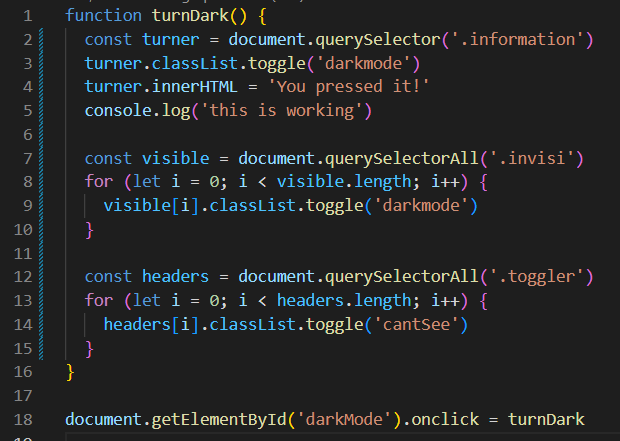 1 function turnDark() {
2 const turner = document.querySelector('.information')
3 turner.classList.toggle('darkmode')
4 turner.innerHTML = 'You pressed it!'
5 console.log('this is working')
6
7 const visible = document.querySelectorAll('.invisi')
8 for (let i = 0; i < visible.length; i++) {
9 visible[i].classList.toggle('darkmode')
10 }
11
12 const headers = document.querySelectorAll('.toggler')
13 for (let i = 0; i < headers.length; i++) {
14 headers[i].classList.toggle('cantSee')
15 }
16 }
17
18 document.getElementById('darkMode').onclick = turnDark